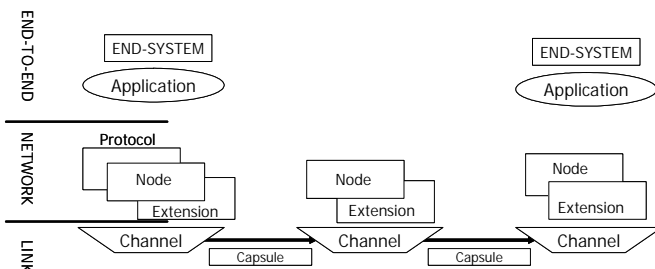 END-TO-END
END-SYSTEM
END-SYSTEM
Application
Application
NETWORK
Protocol
Node
Extension
Node
Extension
Node
Extension
LINK
Channel
Channel
Channel
Capsule
Capsule